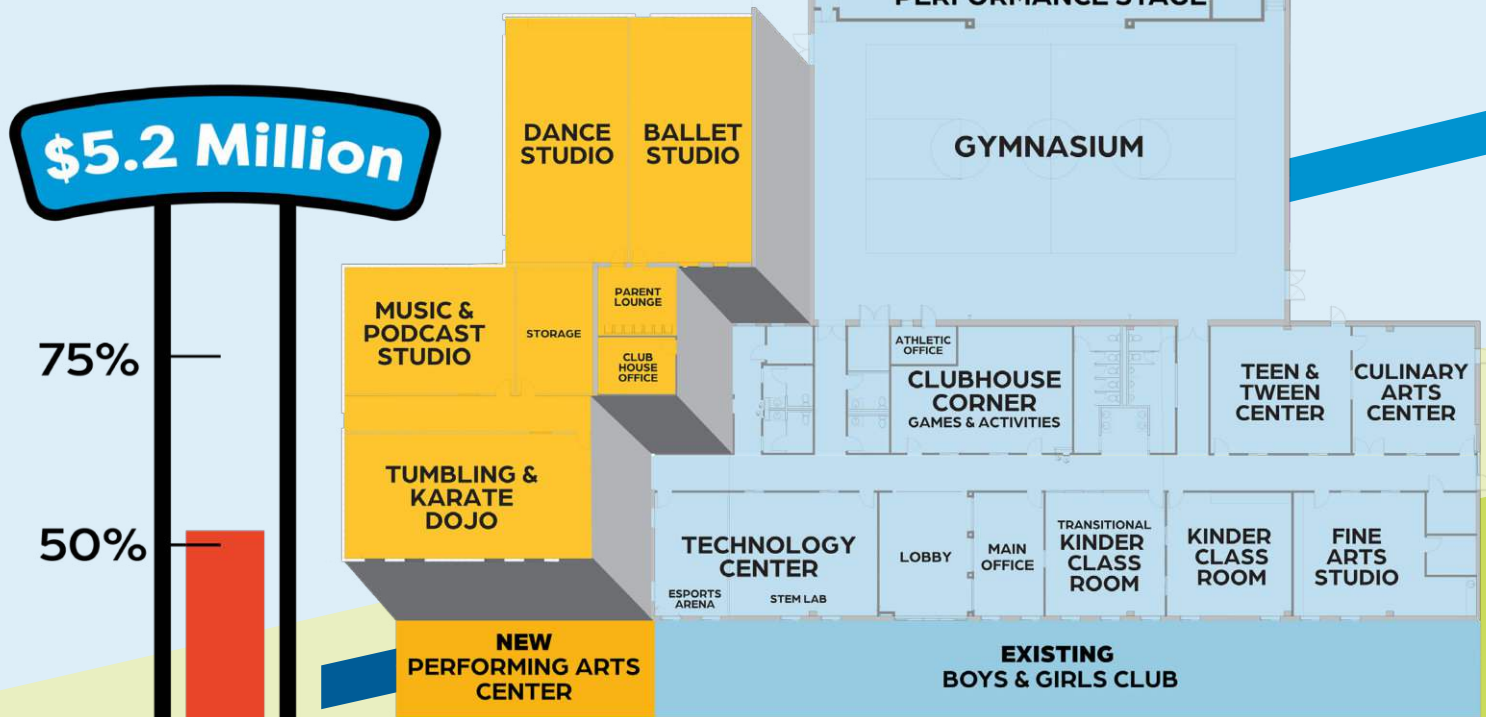 PERFORMANCE STAGE
$5.2 Million
75%
50%
DANCE
STUDIO
BALLET
STUDIO
GYMNASIUM
MUSIC &
PODCAST
STUDIO
STORAGE
PARENT
LOUNGE
CLUB
HOUSE
OFFICE
TUMBLING &
KARATE
DOJO
ATHLETIC
OFFICE
CLUBHOUSE
CORNER
GAMES & ACTIVITIES
TEEN &
TWEEN
CENTER
CULINARY
ARTS
CENTER
TECHNOLOGY
CENTER
ESPORTS
ARENA
STEM LAB
LOBBY
MAIN
OFFICE
TRANSITIONAL
KINDER
CLASS
ROOM
KINDER
CLASS
ROOM
FINE
ARTS
STUDIO
NEW
PERFORMING ARTS
CENTER
EXISTING
BOYS & GIRLS CLUB